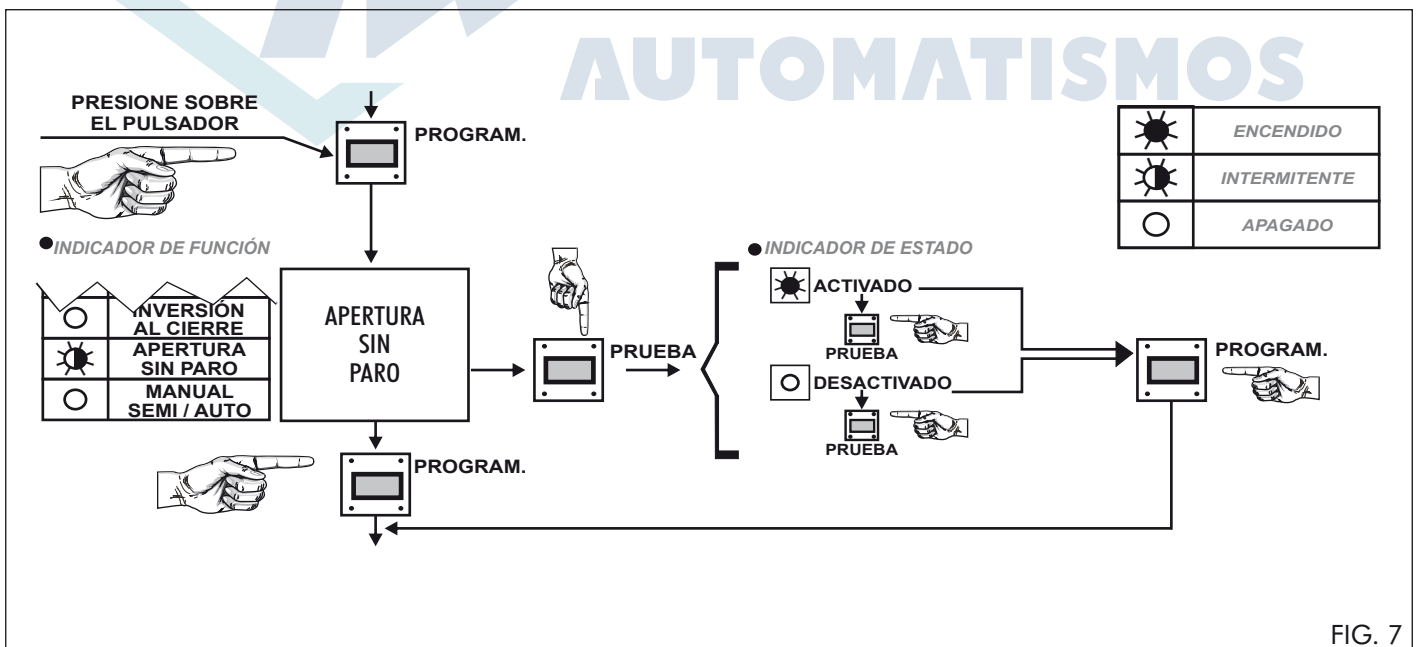 AUTOMATISMOS
PRESIONE SOBRE
EL PULSADOR
PROGRAM.
ENCENDIDO
INTERMITENTE
APAGADO
INDICADOR DE FUNCIÓN
INVERSIÓN
AL CIERRE
APERTURA
SIN PARO
MANUAL
SEMI / AUTO
APERTURA
SIN
PARO
PROGRAM.
PRUEBA
INDICADOR DE ESTADO
ACTIVADO
PRUEBA
DESACTIVADO
PRUEBA
PROGRAM.
FIG. 7